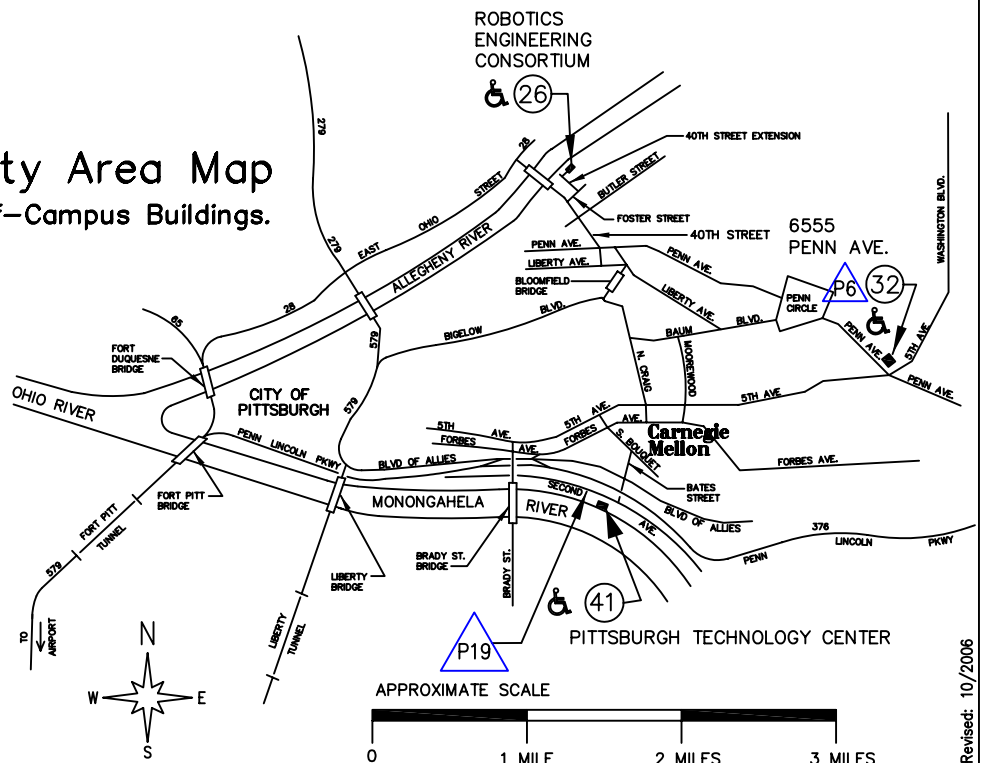 ROBOTICS
ENGINEERING
CONSORTIUM
26
ty Area Map
f-Campus Buildings.
279
28
40TH STREET EXTENSION
BUTLER STREET
WASHINGTON BLVD.
STREET
OHIO
EAST
279
ALLEGHENY RIVER
FOSTER STREET
40TH STREET
6555
PENN AVE.
PENN AVE.
LIBERTY AVE.
PENN AVE.
BLOOMFIELD
BRIDGE
LIBERTY AVE.
PENN
CIRCLE
P6
32
28
65
BLVD.
BIGELOW
BAUM
BLVD.
PENN AVE.
5TH AVE.
579
FORT
DUQUESNE
BRIDGE
N. CRAIG
MOOREWOOD
PENN AVE.
OHIO RIVER
CITY OF
PITTSBURGH
579
5TH AVE.
5TH AVE.
5TH
AVE.
FORBES
AVE.
FORBES
AVE.
S. BOUQUET
Carnegie
Mellon
FORBES AVE.
PENN LINCOLN PKWY
BLVD OF ALLIES
FORT PITT
BRIDGE
MONONGAHELA
RIVER
SECOND
AVE.
BATES
STREET
BLVD OF ALLIES
376
PENN
LINCOLN
PKWY
FORT PITT
TUNNEL
579
BRADY ST.
BRIDGE
BRADY ST.
LIBERTY
BRIDGE
LIBERTY
TUNNEL
TO
AIRPORT
41
PITTSBURGH TECHNOLOGY CENTER
P19
N
W
E
S
APPROXIMATE SCALE
0
1 MILE
2 MILES
3 MILES
Revised: 10/2006